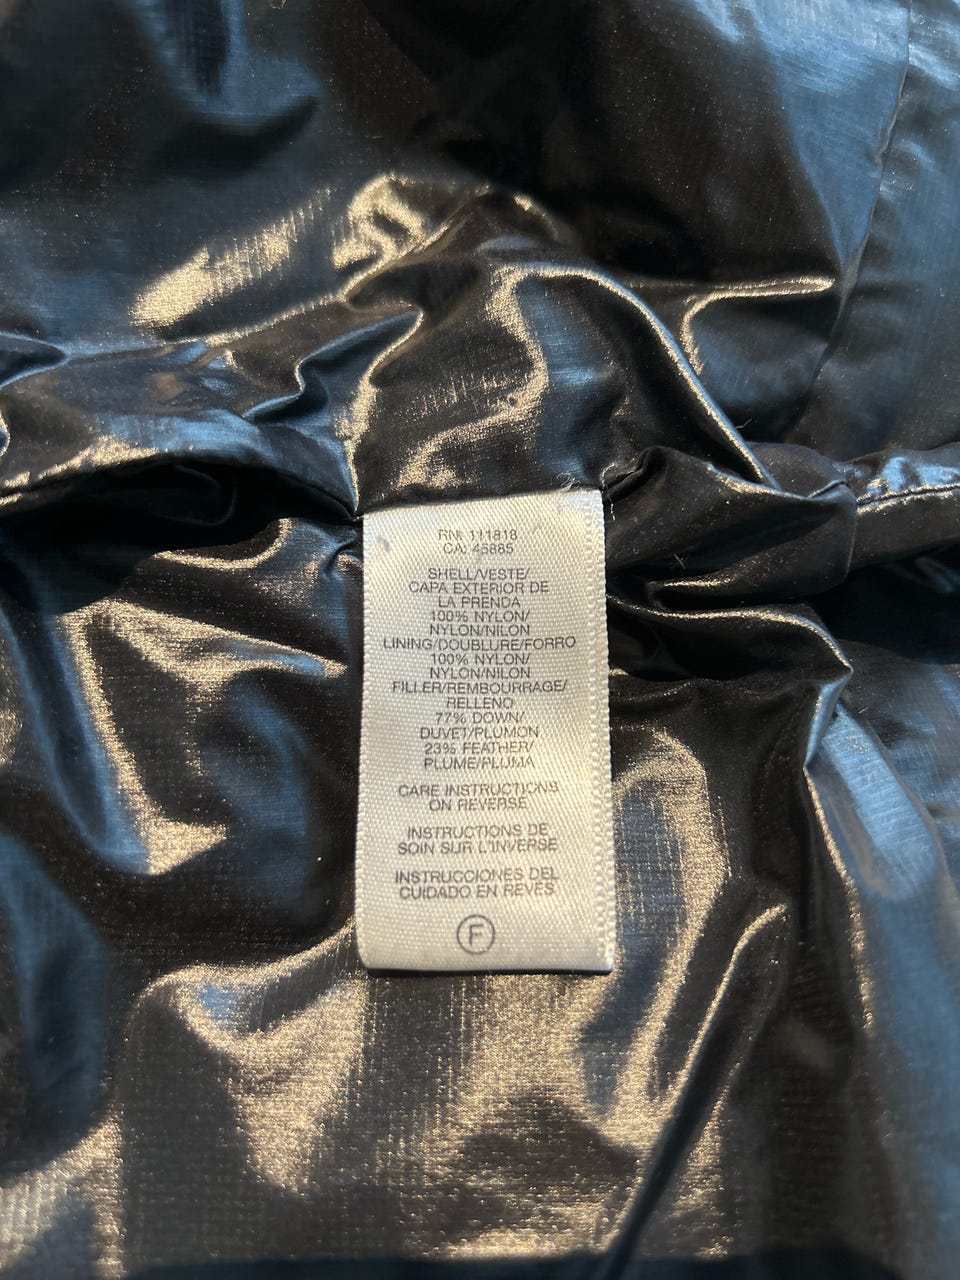 RN: 111818
CA: 45885
SHELL/VESTE/
CAPA EXTERIOR DE
LA PRENDA
100% NYLON/
NYLON/NILON
LINING/DOUBLURE/FORRO
100% NYLON/
NYLON/NILON
FILLER/REMBOURRAGE/
RELLENO
77% DOWN/
DUVET/PLUMON
23% FEATHER/
PLUME/PLUMA
CARE INSTRUCTIONS
ON REVERSE
INSTRUCTIONS DE
SOIN SUR L'INVERSE
INSTRUCCIONES DEL
CUIDADO EN REVES
F